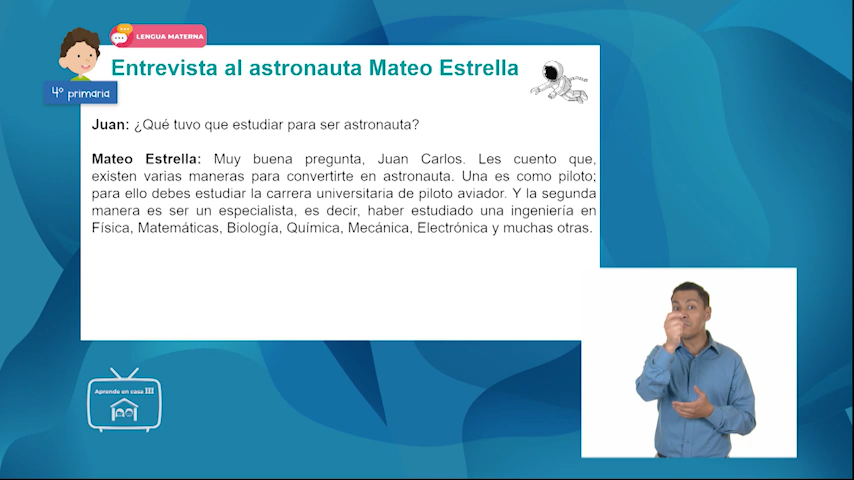 LENGUA MATERNA
Entrevista al astronauta Mateo Estrella
4º primaria
Juan: ¿Qué tuvo que estudiar para ser astronauta?
Mateo Estrella: Muy buena pregunta, Juan Carlos. Les cuento que,
existen varias maneras para convertirte en astronauta. Una es como piloto;
para ello debes estudiar la carrera universitaria de piloto aviador. Y la segunda
manera es ser un especialista, es decir, haber estudiado una ingeniería en
Física, Matemáticas, Biología, Química, Mecánica, Electrónica y muchas otras.
Aprende en casa III